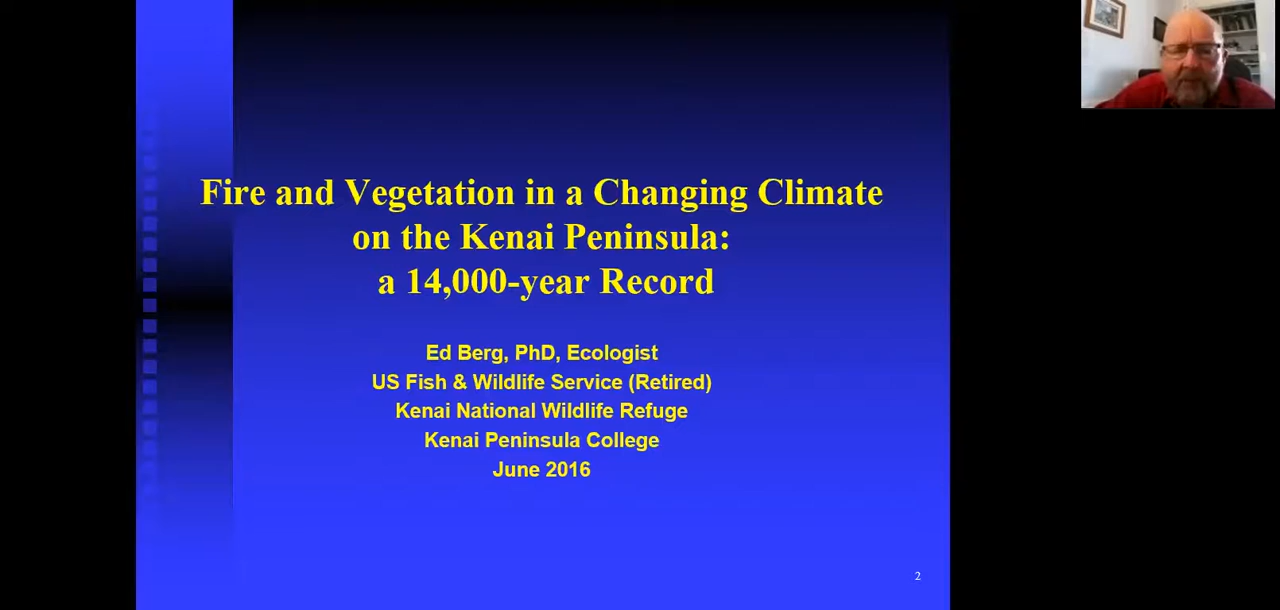 Fire and Vegetation in a Changing Climate
on the Kenai Peninsula:
a 14,000-year Record
Ed Berg, PhD, Ecologist
US Fish & Wildlife Service (Retired)
Kenai National Wildlife Refuge
Kenai Peninsula College
June 2016
2